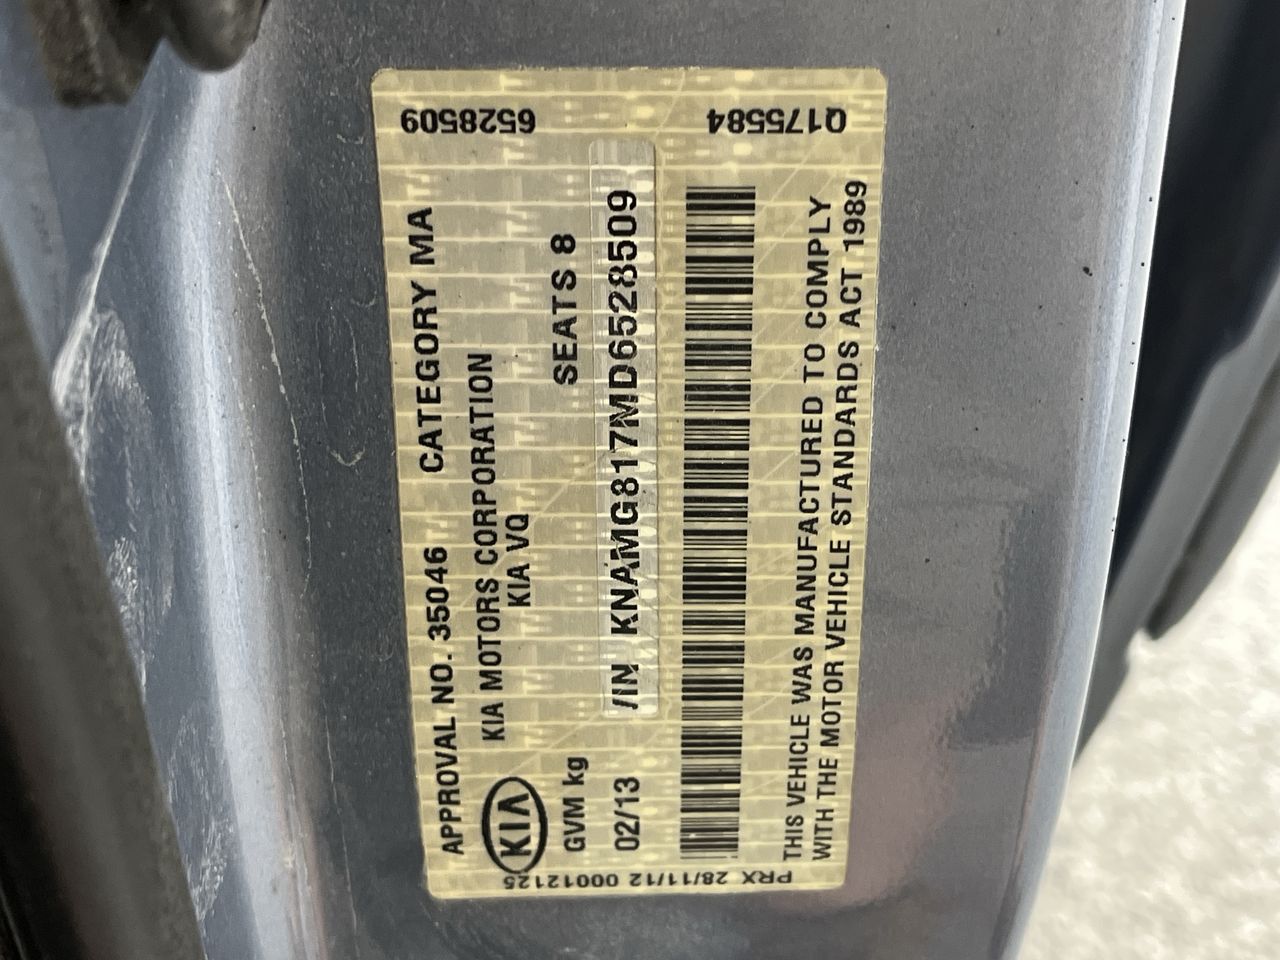 6528509
Q175584
APPROVAL NO. 35046 CATEGORY MA
KIA MOTORS CORPORATION
KIA KIA VQ
GVM kg SEATS 8
02/13 /IN KNAMG817MD6528509
THIS VEHICLE WAS MANUFACTURED TO COMPLY
WITH THE MOTOR VEHICLE STANDARDS ACT 1989
PRX 28/11/12 00012125